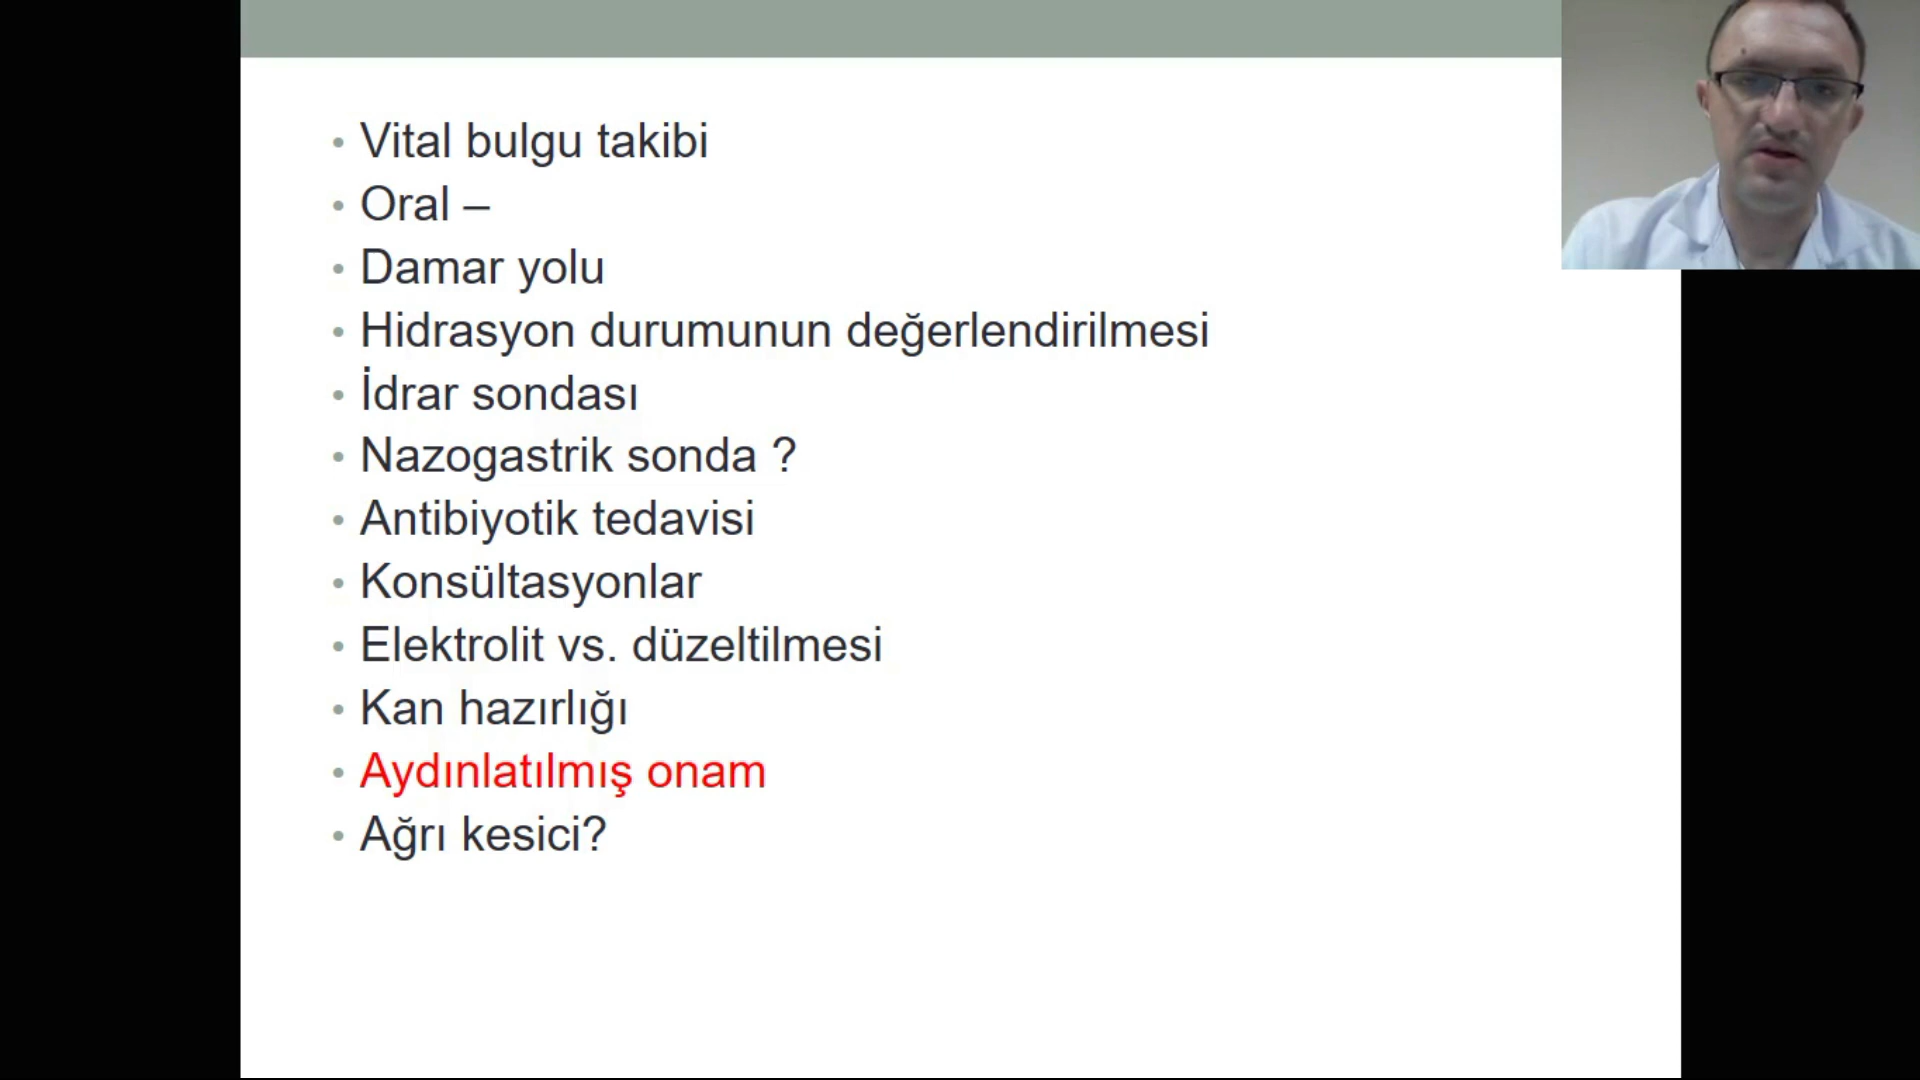 • Vital bulgu takibi
• Oral –
• Damar yolu
• Hidrasyon durumunun değerlendirilmesi
• İdrar sondası
• Nazogastrik sonda ?
• Antibiyotik tedavisi
• Konsültasyonlar
• Elektrolit vs. düzeltilmesi
• Kan hazırlığı
• Aydınlatılmış onam
• Ağrı kesici?